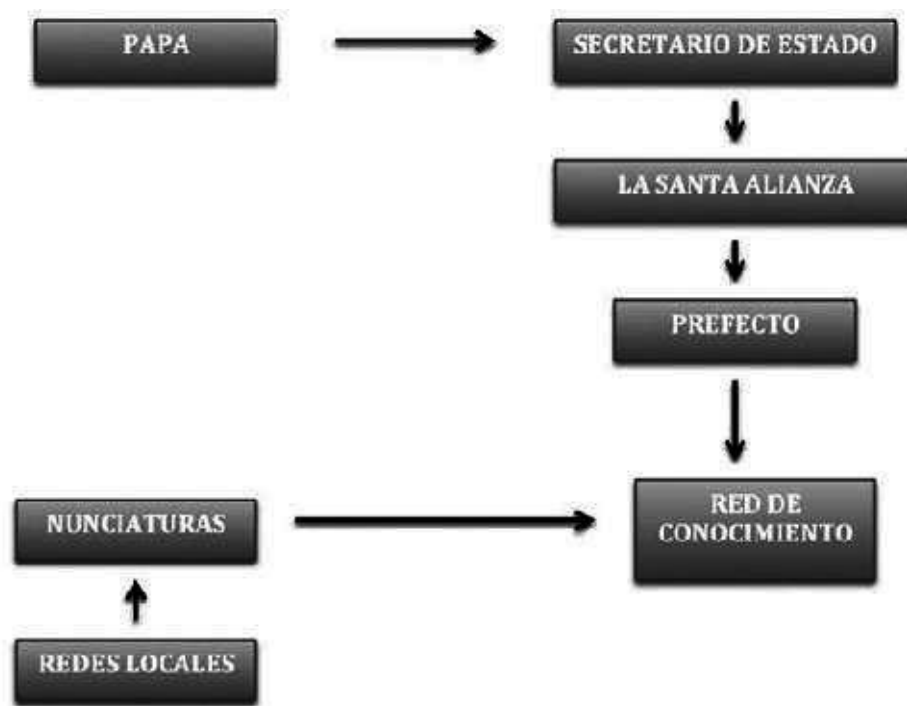 PAPA
SECRETARIO DE ESTADO
LA SANTA ALIANZA
PREFECTO
RED DE
CONOCIMIENTO
NUNCIATURAS
REDES LOCALES